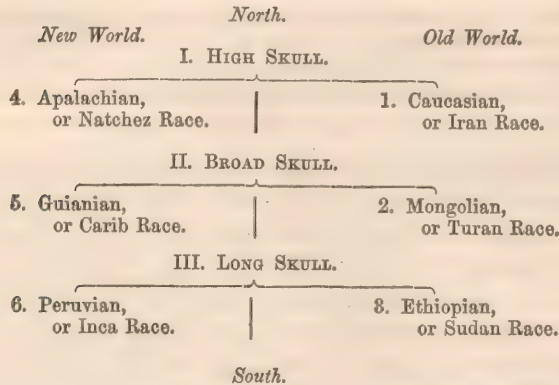 North.
New World.
Old World.
I. High Skull.
4. Apalachian,
or Natchez Race.
1. Caucasian,
or Iran Race.
II. Broad Skull.
5. Guianian,
or Carib Race.
2. Mongolian,
or Turan Race.
III. Long Skull.
6. Peruvian,
or Inca Race.
3. Ethiopian,
or Sudan Race.
South.